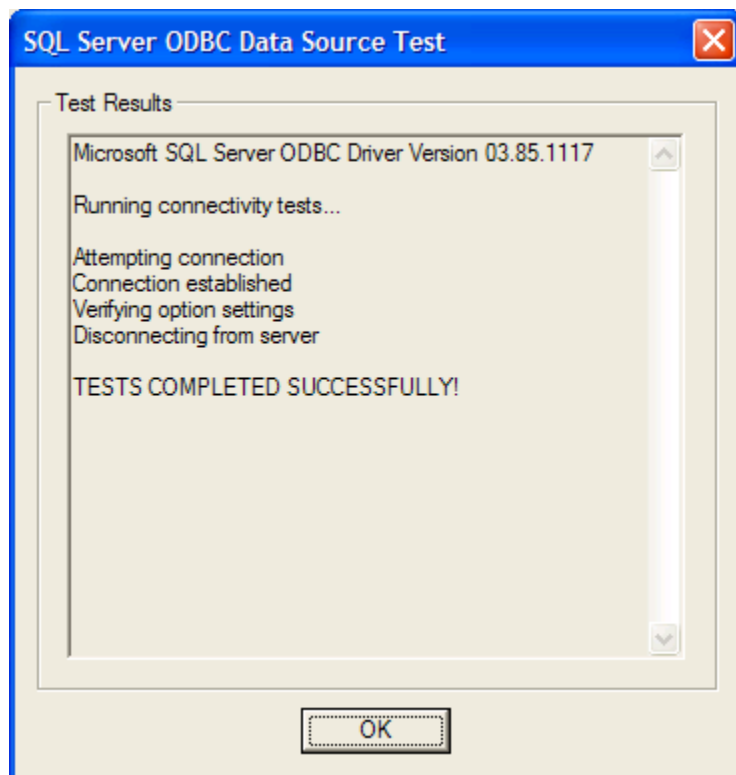 SQL Server ODBC Data Source Test
Test Results
Microsoft SQL Server ODBC Driver Version 03.85.1117
Running connectivity tests...
Attempting connection
Connection established
Verifying option settings
Disconnecting from server
TESTS COMPLETED SUCCESSFULLY!
OK